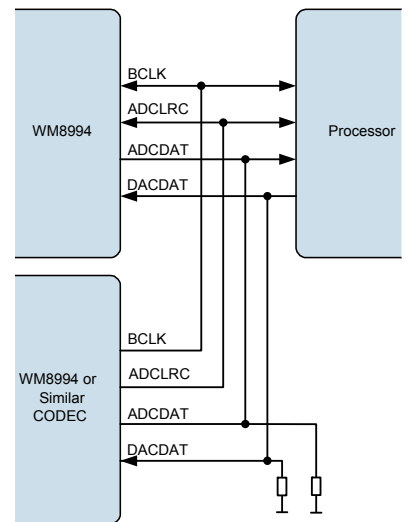 BCLK
ADCLRC
WM8994
Processor
ADCDAT
DACDAT
BCLK
WM8994 or
Similar
CODEC
ADCLRC
ADCDAT
DACDAT